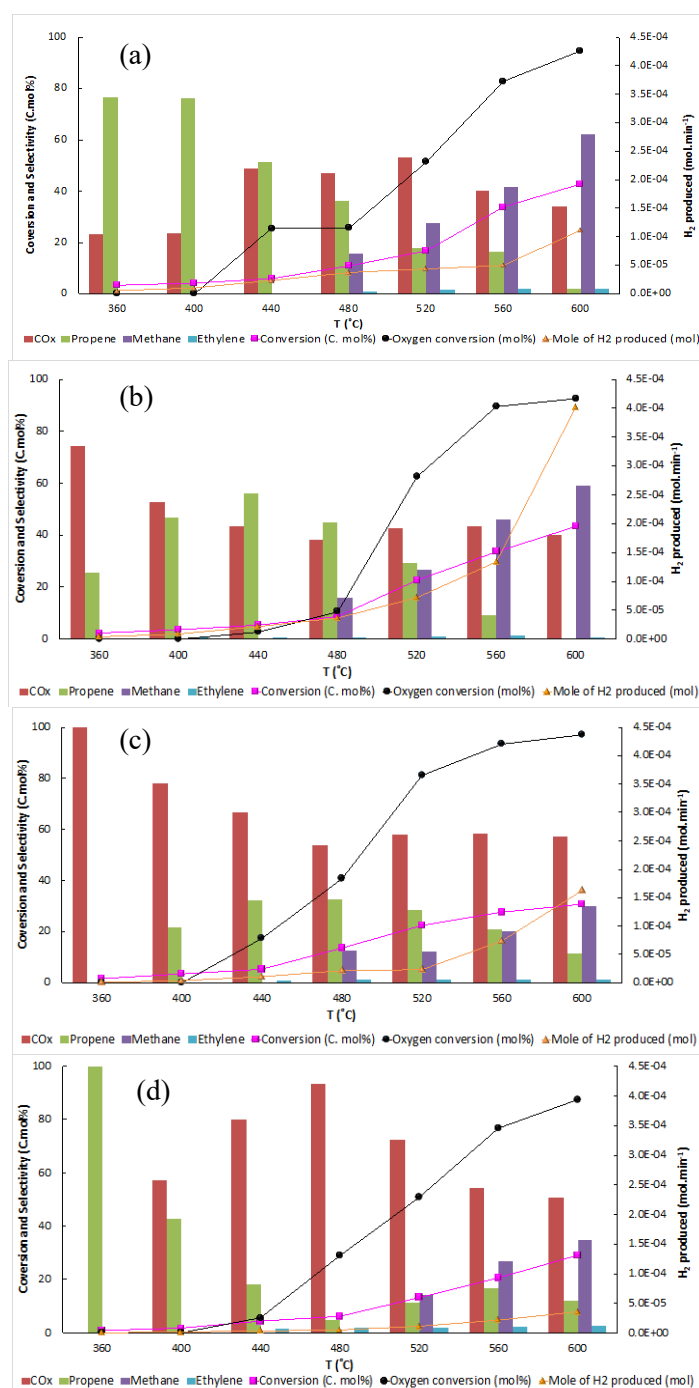 (a)
Coversion and Selectivity (C.mol%)
100
80
60
40
20
0
4.5E-04
4.0E-04
3.5E-04
3.0E-04
2.5E-04
2.0E-04
1.5E-04
1.0E-04
5.0E-05
0.0E+00
H2 produced (mol.min-1)
360 400 440 480 520 560 600
T (˚C)
COx Propene Methane Ethylene Conversion (C. mol%) Oxygen conversion (mol%) Mole of H2 produced (mol)
(b)
Coversion and Selectivity (C.mol%)
100
80
60
40
20
0
4.5E-04
4.0E-04
3.5E-04
3.0E-04
2.5E-04
2.0E-04
1.5E-04
1.0E-04
5.0E-05
0.0E+00
H2 produced (mol.min-1)
360 400 440 480 520 560 600
T (˚C)
COx Propene Methane Ethylene Conversion (C. mol%) Oxygen conversion (mol%) Mole of H2 produced (mol)
(c)
Coversion and Selectivity (C.mol%)
100
80
60
40
20
0
4.5E-04
4.0E-04
3.5E-04
3.0E-04
2.5E-04
2.0E-04
1.5E-04
1.0E-04
5.0E-05
0.0E+00
H2 produced (mol.min-1)
360 400 440 480 520 560 600
T (˚C)
COx Propene Methane Ethylene Conversion (C. mol%) Oxygen conversion (mol%) Mole of H2 produced (mol)
(d)
Coversion and Selectivity (C.mol%)
100
80
60
40
20
0
4.5E-04
4.0E-04
3.5E-04
3.0E-04
2.5E-04
2.0E-04
1.5E-04
1.0E-04
5.0E-05
0.0E+00
H2 produced (mol.min-1)
360 400 440 480 520 560 600
T (˚C)
COx Propene Methane Ethylene Conversion (C. mol%) Oxygen conversion (mol%) Mole of H2 produced (mol)